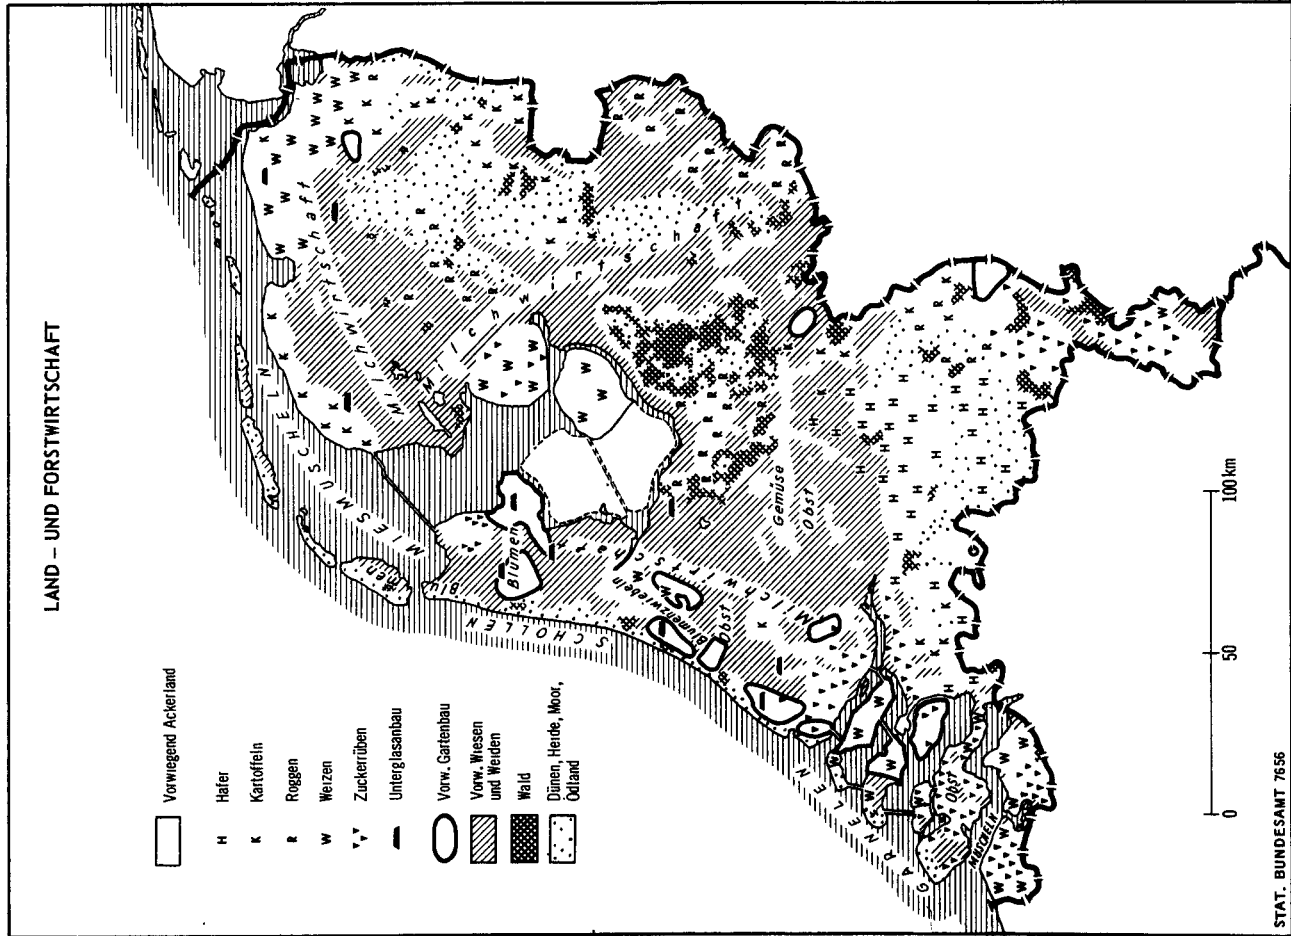 LAND - UND FORSTWIRTSCHAFT
Vorwiegend Ackerland
H Hafer
K Kartoffeln
R Roggen
W Weizen
Zuckerrüben
Unterglasanbau
Vorw. Gartenbau
Vorw. Wiesen
und Weiden
Wald
Dünen, Heide, Moor,
Ödland
MIESMUSCHELN
SCHOLLEN
GARNELEN
MUSCHELN
Milchwirtschaft
Milchwirtschaft
Milchwirtschaft
Blumen
Blumen
Blumenzwiebeln
Obst
Gemüse
Obst
Obst
0 50 100 km
STAT. BUNDESAMT 7656